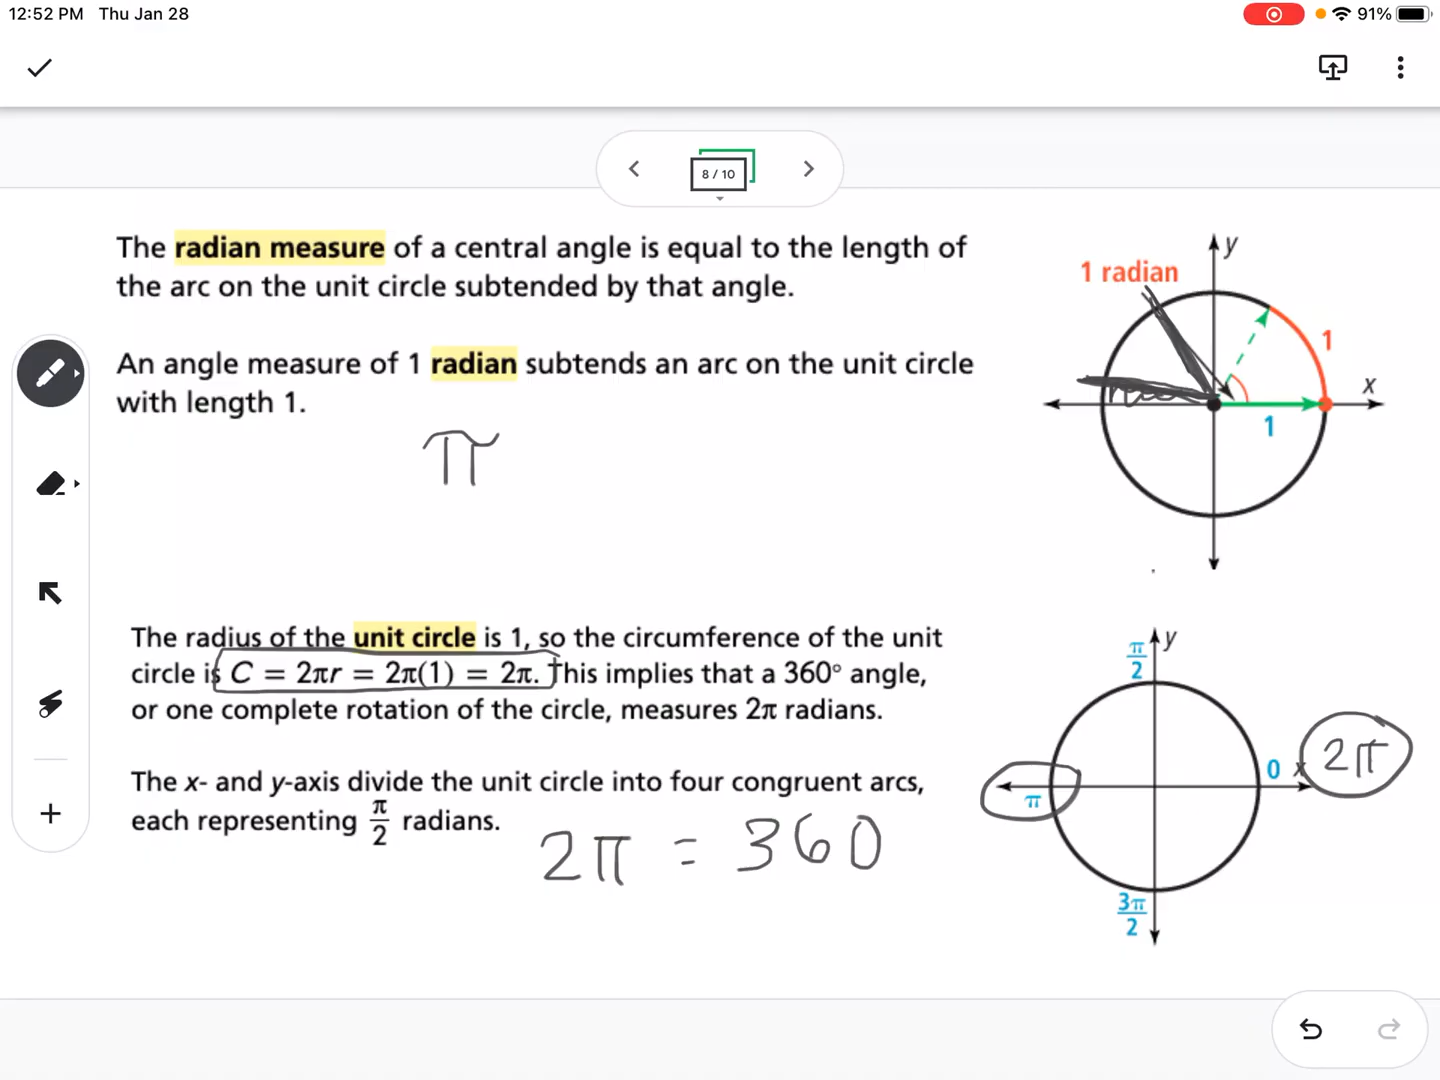 12:52 PM Thu Jan 28
91%
8 / 10
The radian measure of a central angle is equal to the length of
the arc on the unit circle subtended by that angle.
An angle measure of 1 radian subtends an arc on the unit circle
with length 1.
π
1 radian
y
1
x
1
The radius of the unit circle is 1, so the circumference of the unit
circle is C = 2πr = 2π(1) = 2π. This implies that a 360° angle,
or one complete rotation of the circle, measures 2π radians.
The x- and y-axis divide the unit circle into four congruent arcs,
each representing π/2 radians.
2π = 360
π/2
y
0
x
2π
π
3π/2